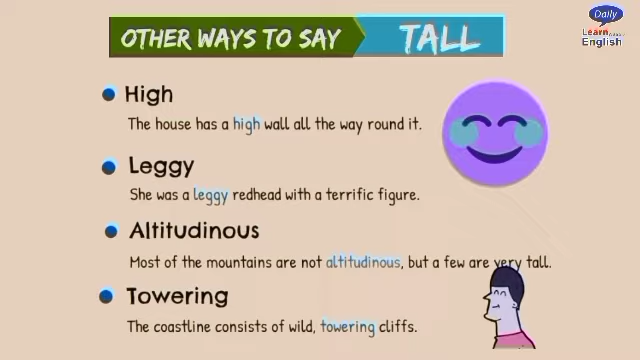 OTHER WAYS TO SAY TALL
Daily
Learn
English
High
The house has a high wall all the way round it.
Leggy
She was a leggy redhead with a terrific figure.
Altitudinous
Most of the mountains are not altitudinous, but a few are very tall.
Towering
The coastline consists of wild, towering cliffs.